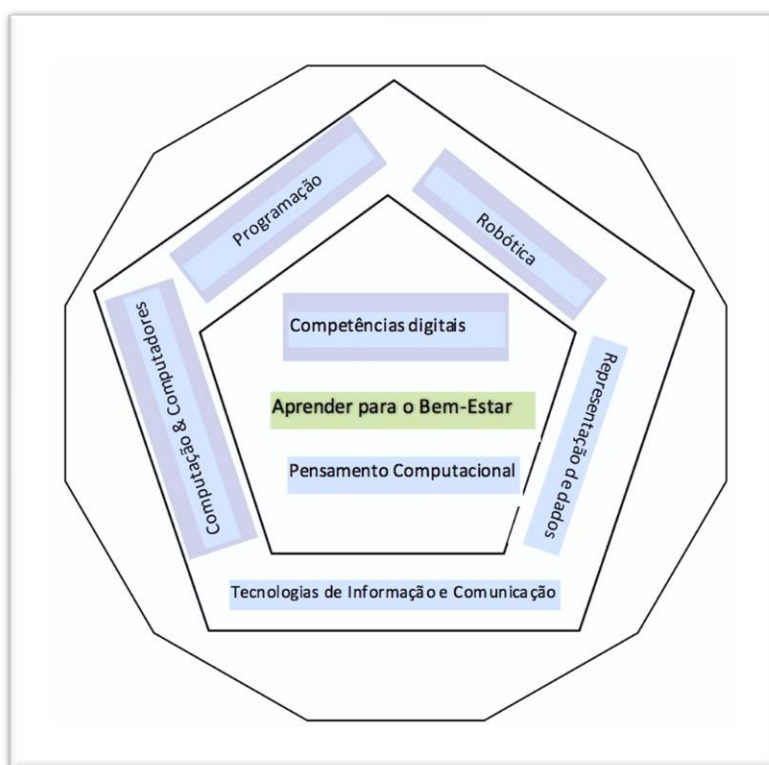 Programação
Robótica
Computação & Computadores
Competências digitais
Aprender para o Bem-Estar
Pensamento Computacional
Representação de dados
Tecnologias de Informação e Comunicação